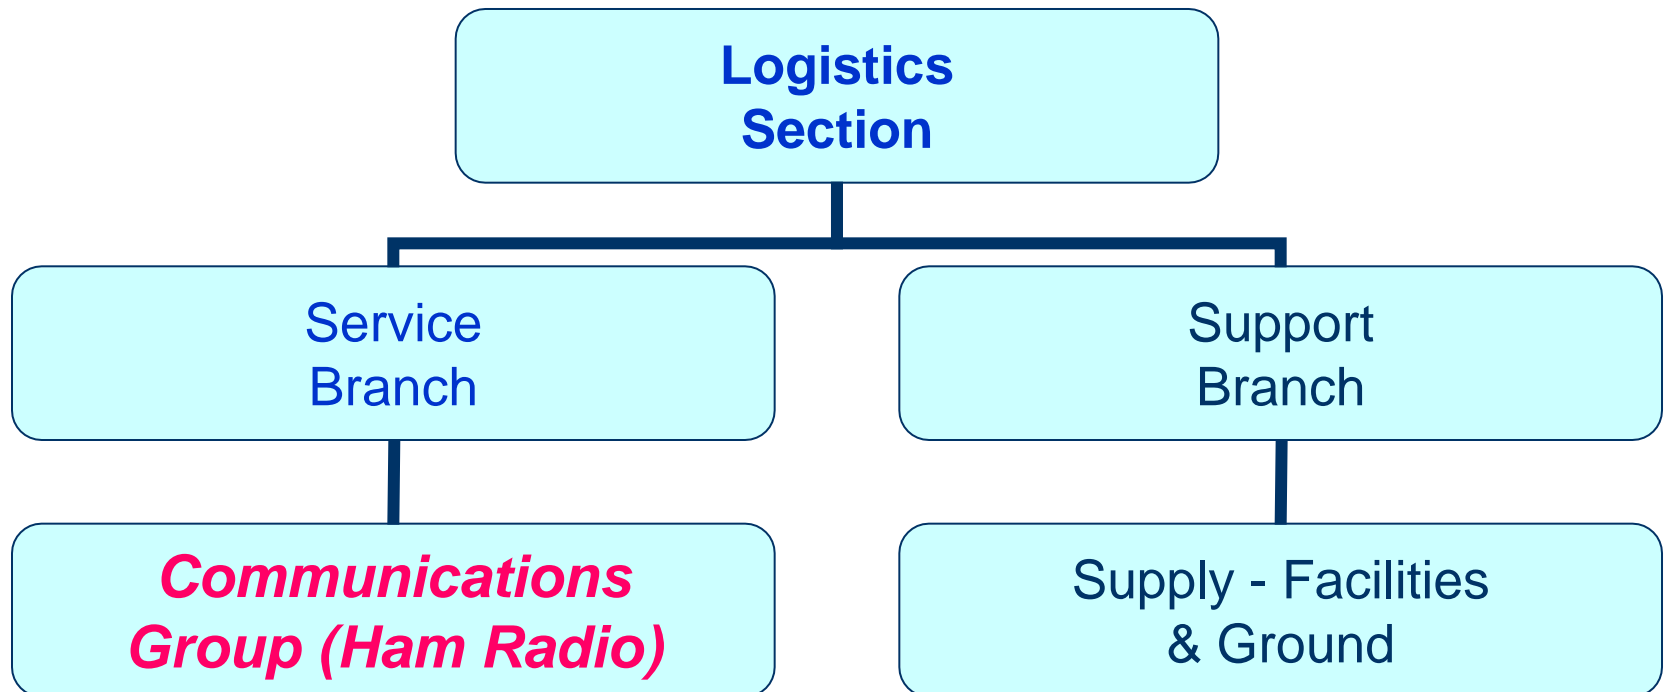 Logistics
Section
Service
Branch
Support
Branch
Communications
Group (Ham Radio)
Supply - Facilities
& Ground